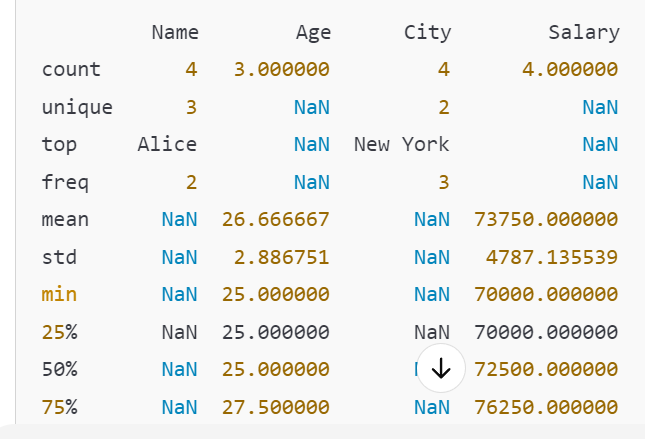 Name Age City Salary
count 4 3.000000 4 4.000000
unique 3 NaN 2 NaN
top Alice NaN New York NaN
freq 2 NaN 3 NaN
mean NaN 26.666667 NaN 73750.000000
std NaN 2.886751 NaN 4787.135539
min NaN 25.000000 NaN 70000.000000
25% NaN 25.000000 NaN 70000.000000
50% NaN 25.000000 72500.000000
75% NaN 27.500000 NaN 76250.000000